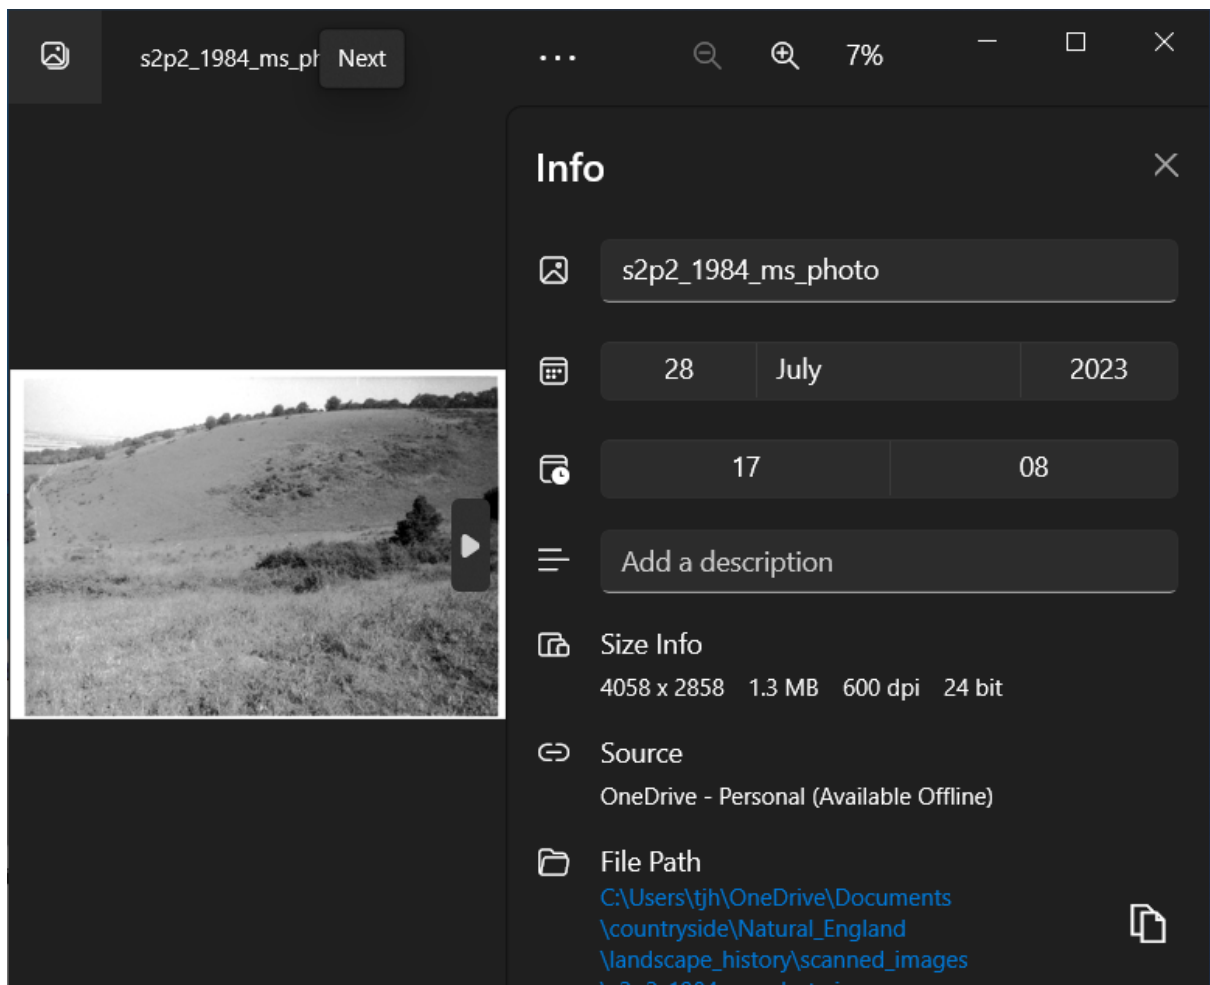 s2p2_1984_ms_ph Next 7%
Info
s2p2_1984_ms_photo
28 July 2023
17 08
Add a description
Size Info
4058 x 2858 1.3 MB 600 dpi 24 bit
Source
OneDrive - Personal (Available Offline)
File Path
C:\Users\tjh\OneDrive\Documents
\countryside\Natural_England
\landscape_history\scanned_images